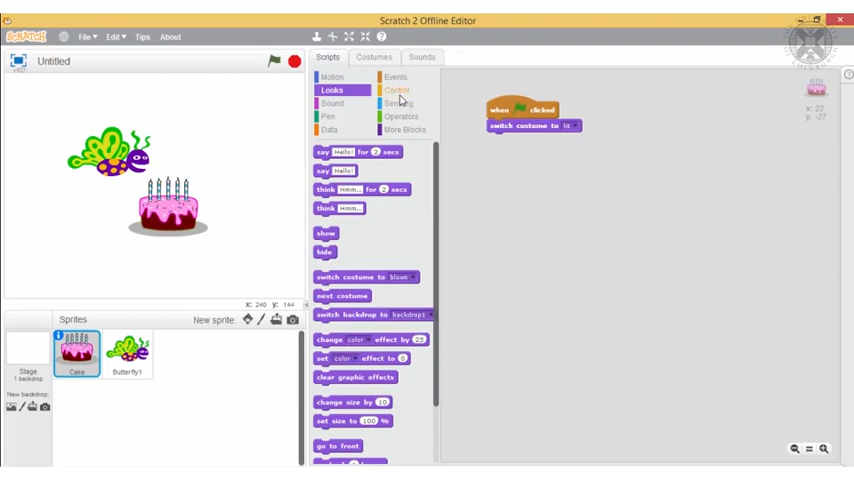 Scratch 2 Offline Editor
SCRATCH File Edit Tips About
Untitled
Scripts Costumes Sounds
Motion Events
Looks Control
Sound Sensing
Pen Operators
Data More Blocks
say Hello! for 2 secs
say Hello!
think Hmm... for 2 secs
think Hmm...
show
hide
switch costume to blown
next costume
switch backdrop to backdrop1
change color effect by 25
set color effect to 0
clear graphic effects
change size by 10
set size to 100 %
go to front
when clicked
switch costume to lit
x: 22
y: -27
x: 240 y: 144
Sprites New sprite:
Stage
1 backdrop
New backdrop:
Cake
Butterfly1